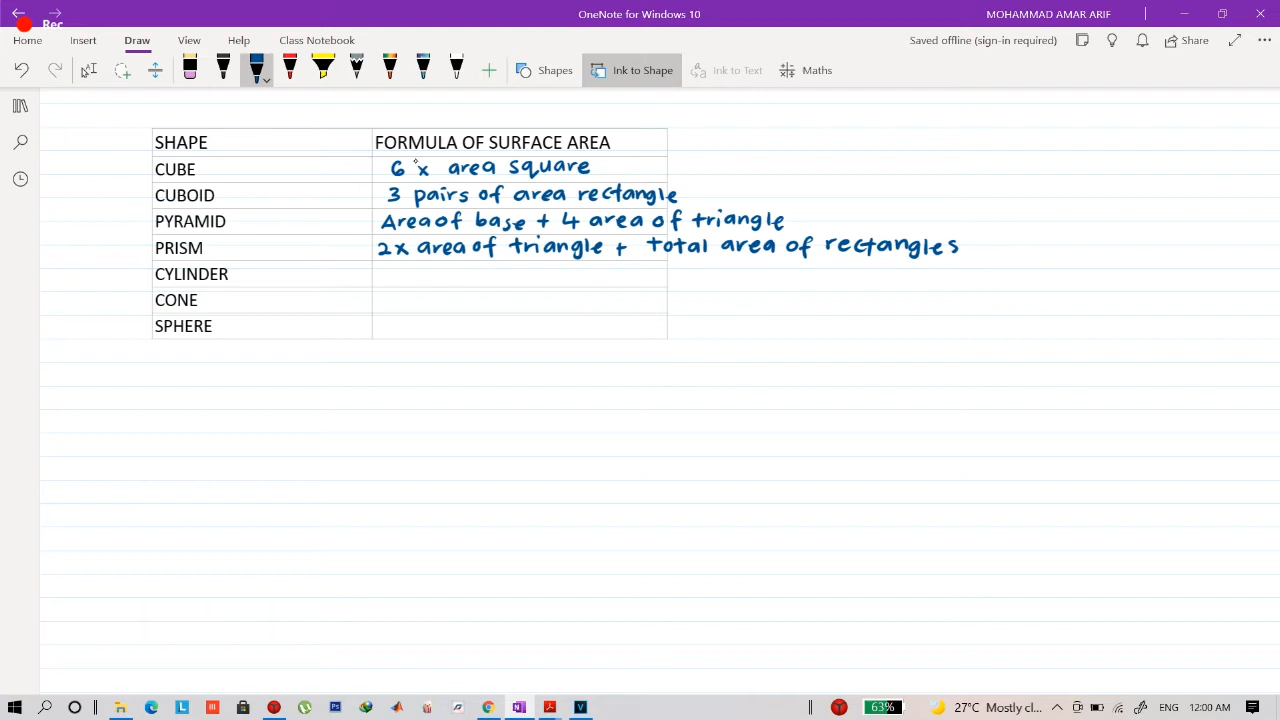 Rec
OneNote for Windows 10
MOHAMMAD AMAR ARIF
Home Insert Draw View Help Class Notebook
Saved offline (sign-in required)
Share
Shapes Ink to Shape Ink to Text Maths
SHAPE FORMULA OF SURFACE AREA
CUBE 6 x area square
CUBOID 3 pairs of area rectangle
PYRAMID Area of base + 4 area of triangle
PRISM 2x area of triangle + total area of rectangles
CYLINDER
CONE
SPHERE
63% 27°C Mostly cl... ENG 12:00 AM